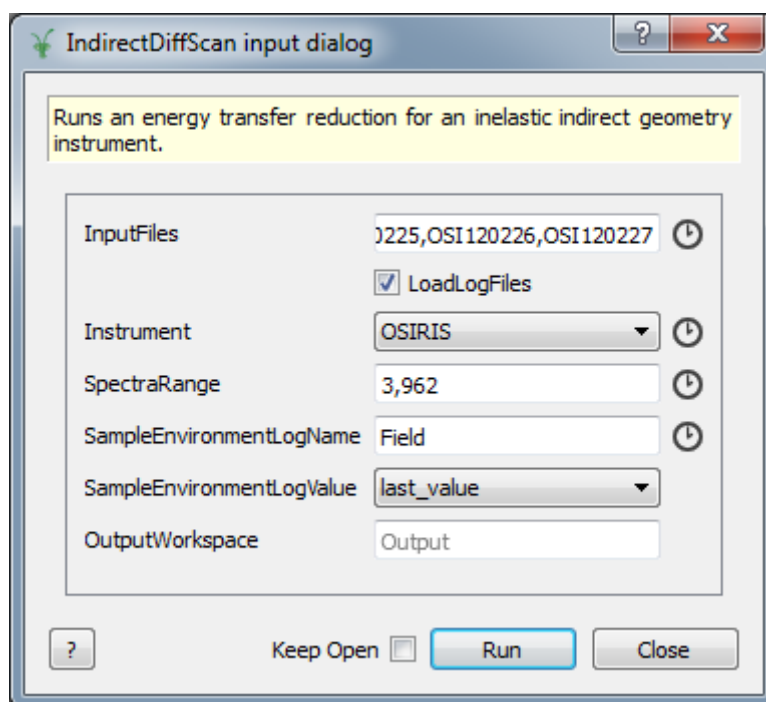 IndirectDiffScan input dialog
Runs an energy transfer reduction for an inelastic indirect geometry
instrument.
InputFiles 0225,OSI120226,OSI120227
LoadLogFiles
Instrument OSIRIS
SpectraRange 3,962
SampleEnvironmentLogName Field
SampleEnvironmentLogValue last_value
OutputWorkspace Output
? Keep Open Run Close